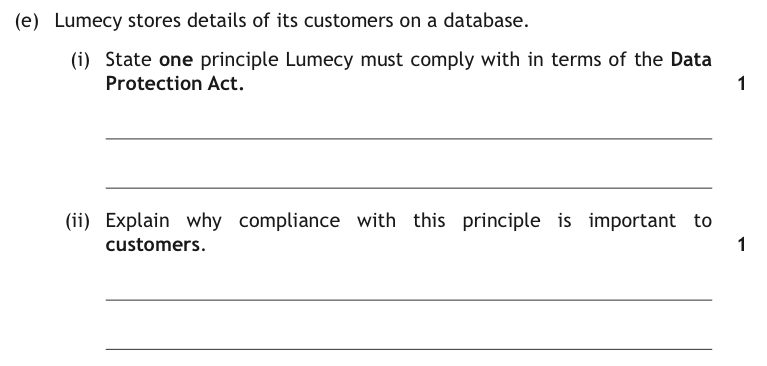 (e) Lumecy stores details of its customers on a database.
(i) State one principle Lumecy must comply with in terms of the Data
Protection Act. 1
(ii) Explain why compliance with this principle is important to
customers. 1